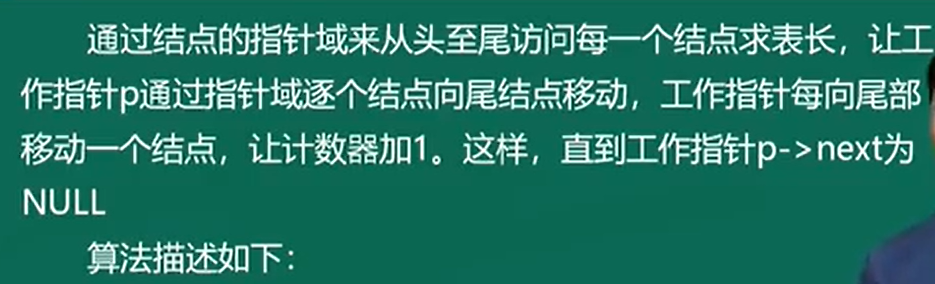 通过结点的指针域来从头至尾访问每一个结点求表长，让工
作指针p通过指针域逐个结点向尾结点移动，工作指针每向尾部
移动一个结点，让计数器加1。这样，直到工作指针p->next为
NULL
算法描述如下：